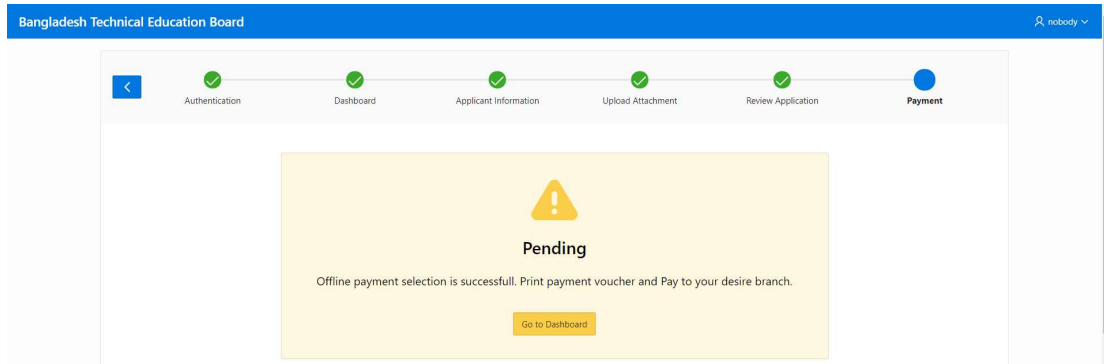 Bangladesh Technical Education Board
nobody
Authentication
Dashboard
Applicant Information
Upload Attachment
Review Application
Payment
Pending
Offline payment selection is successfull. Print payment voucher and Pay to your desire branch.
Go to Dashboard